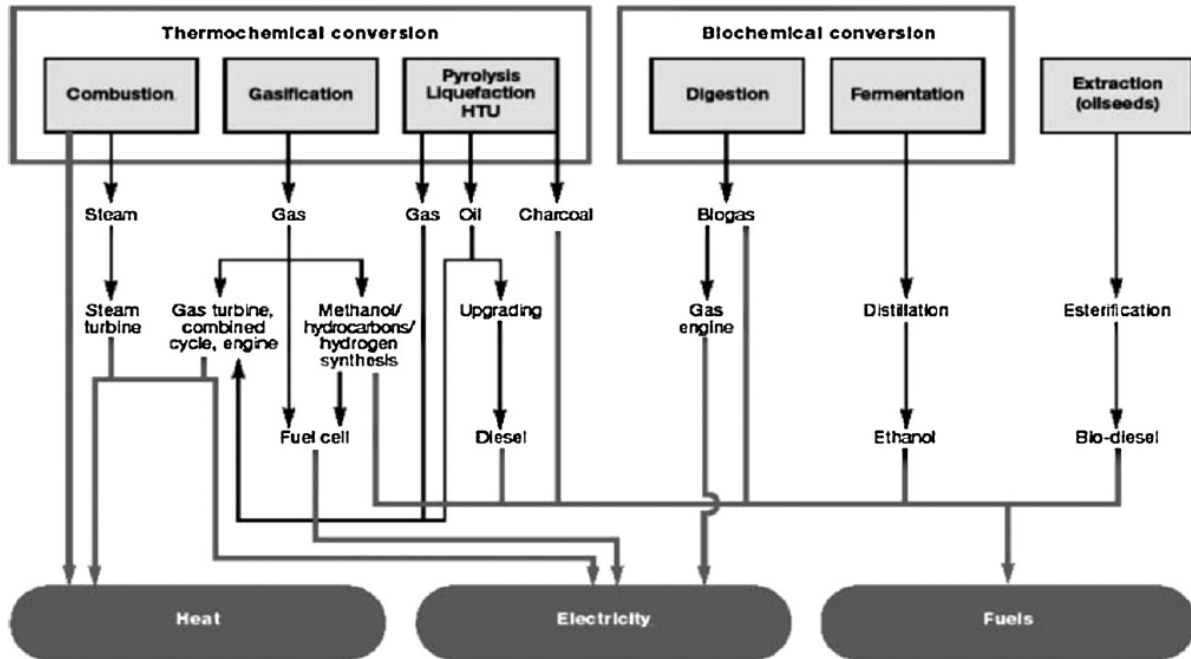 Thermochemical conversion
Biochemical conversion
Combustion
Gasification
Pyrolysis
Liquefaction
HTU
Digestion
Fermentation
Extraction
(oilseeds)
Steam
Gas
Gas
Oil
Charcoal
Biogas
Steam
turbine
Gas turbine,
combined
cycle, engine
Methanol/
hydrocarbons/
hydrogen
synthesis
Upgrading
Gas
engine
Distillation
Esterification
Fuel cell
Diesel
Ethanol
Bio-diesel
Heat
Electricity
Fuels